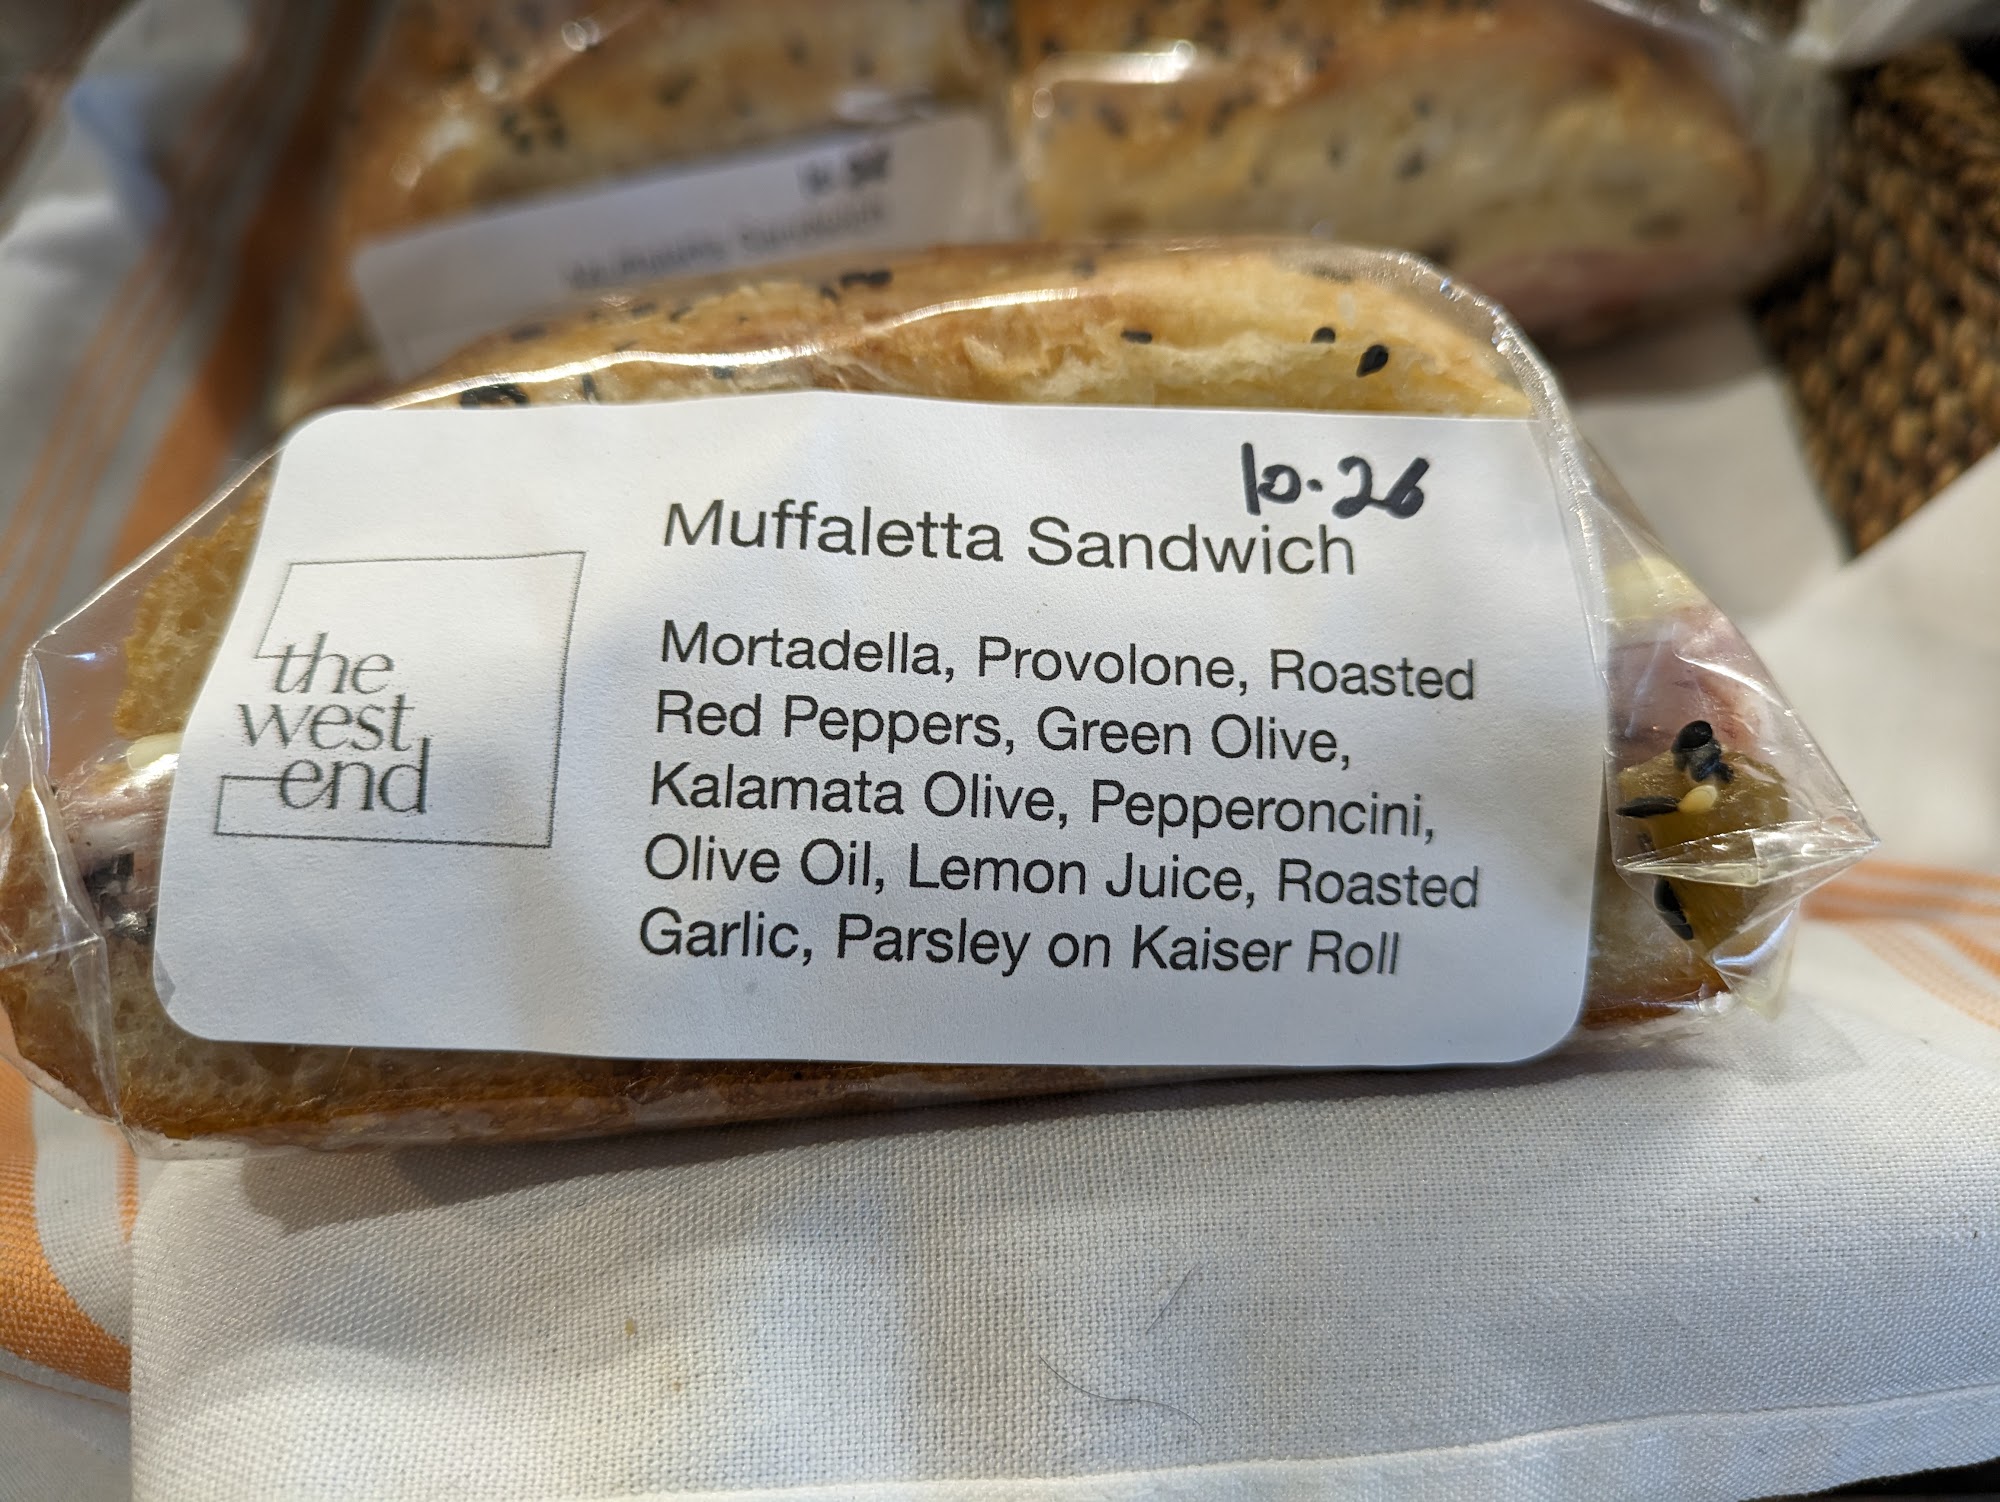 10.26
Muffaletta Sandwich
the
west
end
Mortadella, Provolone, Roasted
Red Peppers, Green Olive,
Kalamata Olive, Pepperoncini,
Olive Oil, Lemon Juice, Roasted
Garlic, Parsley on Kaiser Roll